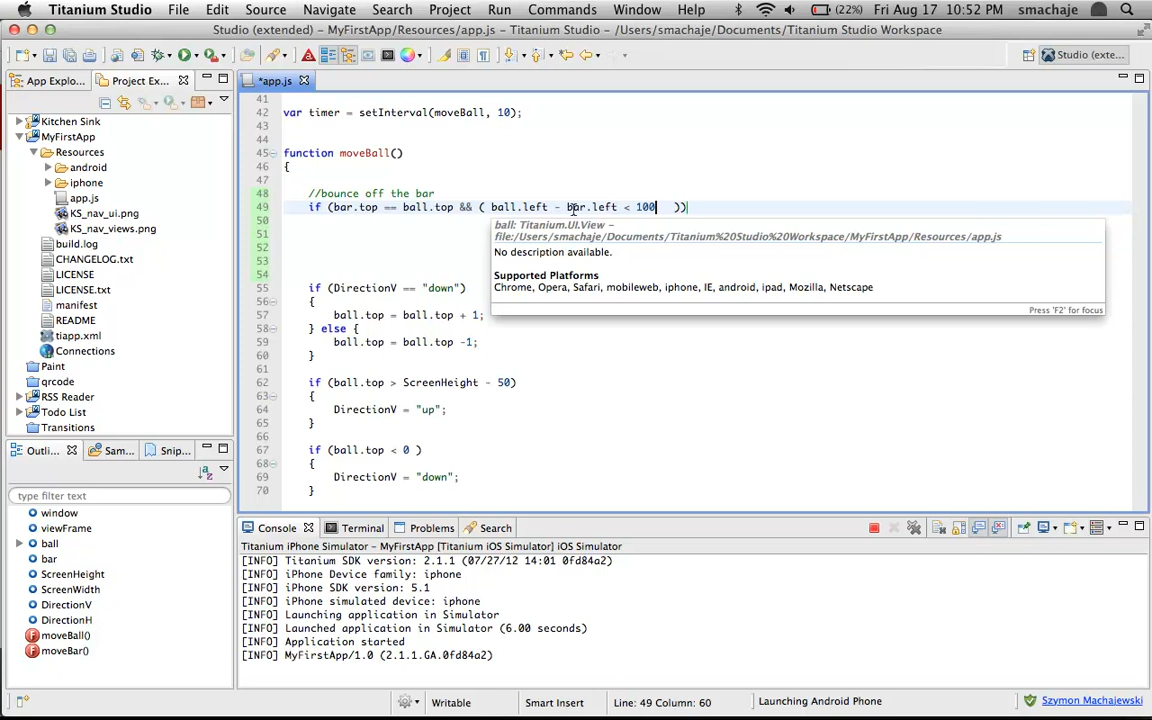 Titanium Studio File Edit Source Navigate Search Project Run Commands Window Help (22%) Fri Aug 17 10:52 PM smachaje
Studio (extended) - MyFirstApp/Resources/app.js - Titanium Studio - /Users/smachaje/Documents/Titanium Studio Workspace
Studio (exte...
App Explo... Project Ex...
*app.js
Kitchen Sink
MyFirstApp
Resources
android
iphone
app.js
KS_nav_ui.png
KS_nav_views.png
build.log
CHANGELOG.txt
LICENSE
LICENSE.txt
manifest
README
tiapp.xml
Connections
Paint
qrcode
RSS Reader
Todo List
Transitions
41
42 var timer = setInterval(moveBall, 10);
43
44
45 function moveBall()
46 {
47
48 //bounce off the bar
49 if (bar.top == ball.top && ( ball.left - bar.left < 100 ))
50
51
52
53
54
55 if (DirectionV == "down")
56 {
57 ball.top = ball.top + 1;
58 } else {
59 ball.top = ball.top -1;
60 }
61
62 if (ball.top > ScreenHeight - 50)
63 {
64 DirectionV = "up";
65 }
66
67 if (ball.top < 0 )
68 {
69 DirectionV = "down";
70 }
ball: Titanium.UI.View -
file:/Users/smachaje/Documents/Titanium%20Studio%20Workspace/MyFirstApp/Resources/app.js
No description available.
Supported Platforms
Chrome, Opera, Safari, mobileweb, iphone, IE, android, ipad, Mozilla, Netscape
Press 'F2' for focus
Outli... Sam... Snip...
type filter text
window
viewFrame
ball
bar
ScreenHeight
ScreenWidth
DirectionV
DirectionH
moveBall()
moveBar()
Console Terminal Problems Search
Titanium iPhone Simulator - MyFirstApp [Titanium iOS Simulator] iOS Simulator
[INFO] Titanium SDK version: 2.1.1 (07/27/12 14:01 0fd84a2)
[INFO] iPhone Device family: iphone
[INFO] iPhone SDK version: 5.1
[INFO] iPhone simulated device: iphone
[INFO] Launching application in Simulator
[INFO] Launched application in Simulator (6.00 seconds)
[INFO] Application started
[INFO] MyFirstApp/1.0 (2.1.1.GA.0fd84a2)
Writable Smart Insert Line: 49 Column: 60 Launching Android Phone Szymon Machajewski